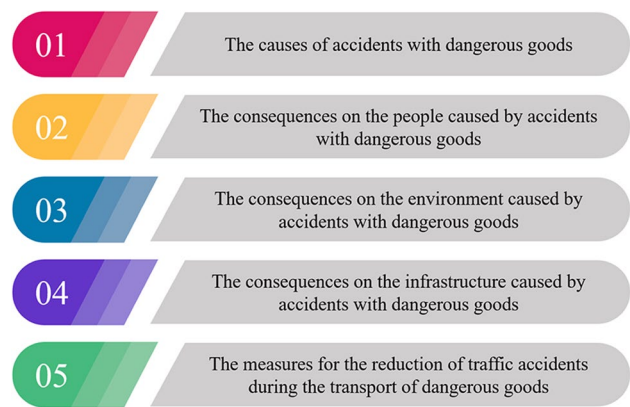 01
The causes of accidents with dangerous goods
02
The consequences on the people caused by accidents
with dangerous goods
03
The consequences on the environment caused by
accidents with dangerous goods
04
The consequences on the infrastructure caused by
accidents with dangerous goods
05
The measures for the reduction of traffic accidents
during the transport of dangerous goods